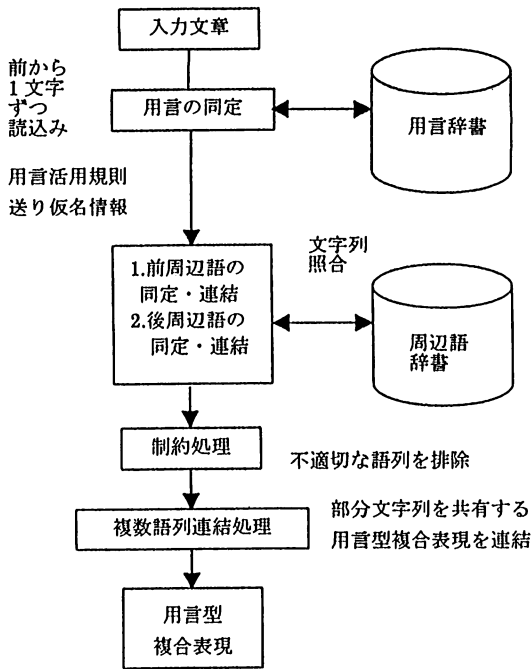 入力文章
前から
1文字
ずつ
読込み
用言の同定
用言辞書
用言活用規則
送り仮名情報
1.前周辺語の
同定・連結
2.後周辺語の
同定・連結
文字列
照合
周辺語
辞書
制約処理
不適切な語列を排除
複数語列連結処理
部分文字列を共有する
用言型複合表現を連結
用言型
複合表現